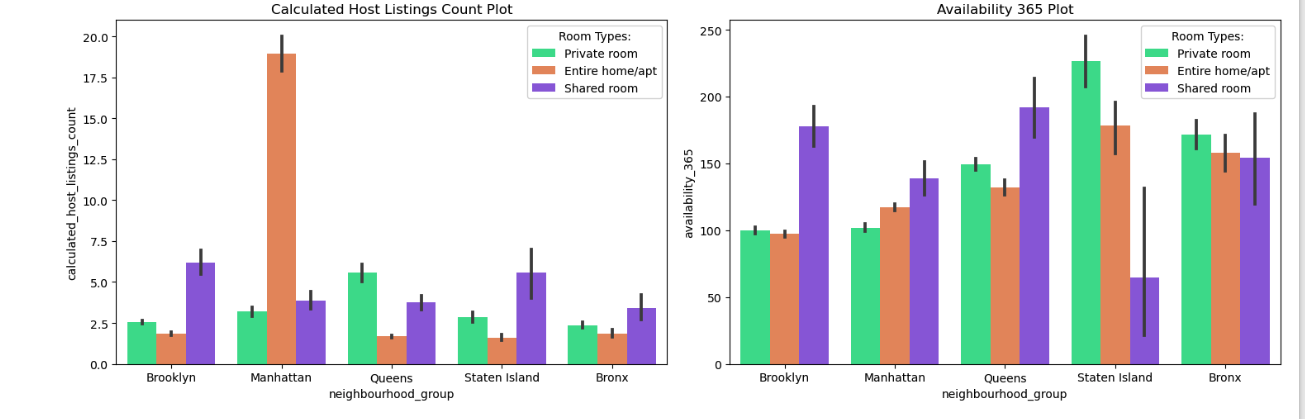 Calculated Host Listings Count Plot
calculated_host_listings_count
20.0
17.5
15.0
12.5
10.0
7.5
5.0
2.5
0.0
Room Types:
Private room
Entire home/apt
Shared room
Brooklyn Manhattan Queens Staten Island Bronx
neighbourhood_group
Availability 365 Plot
availability_365
250
200
150
100
50
0
Room Types:
Private room
Entire home/apt
Shared room
Brooklyn Manhattan Queens Staten Island Bronx
neighbourhood_group